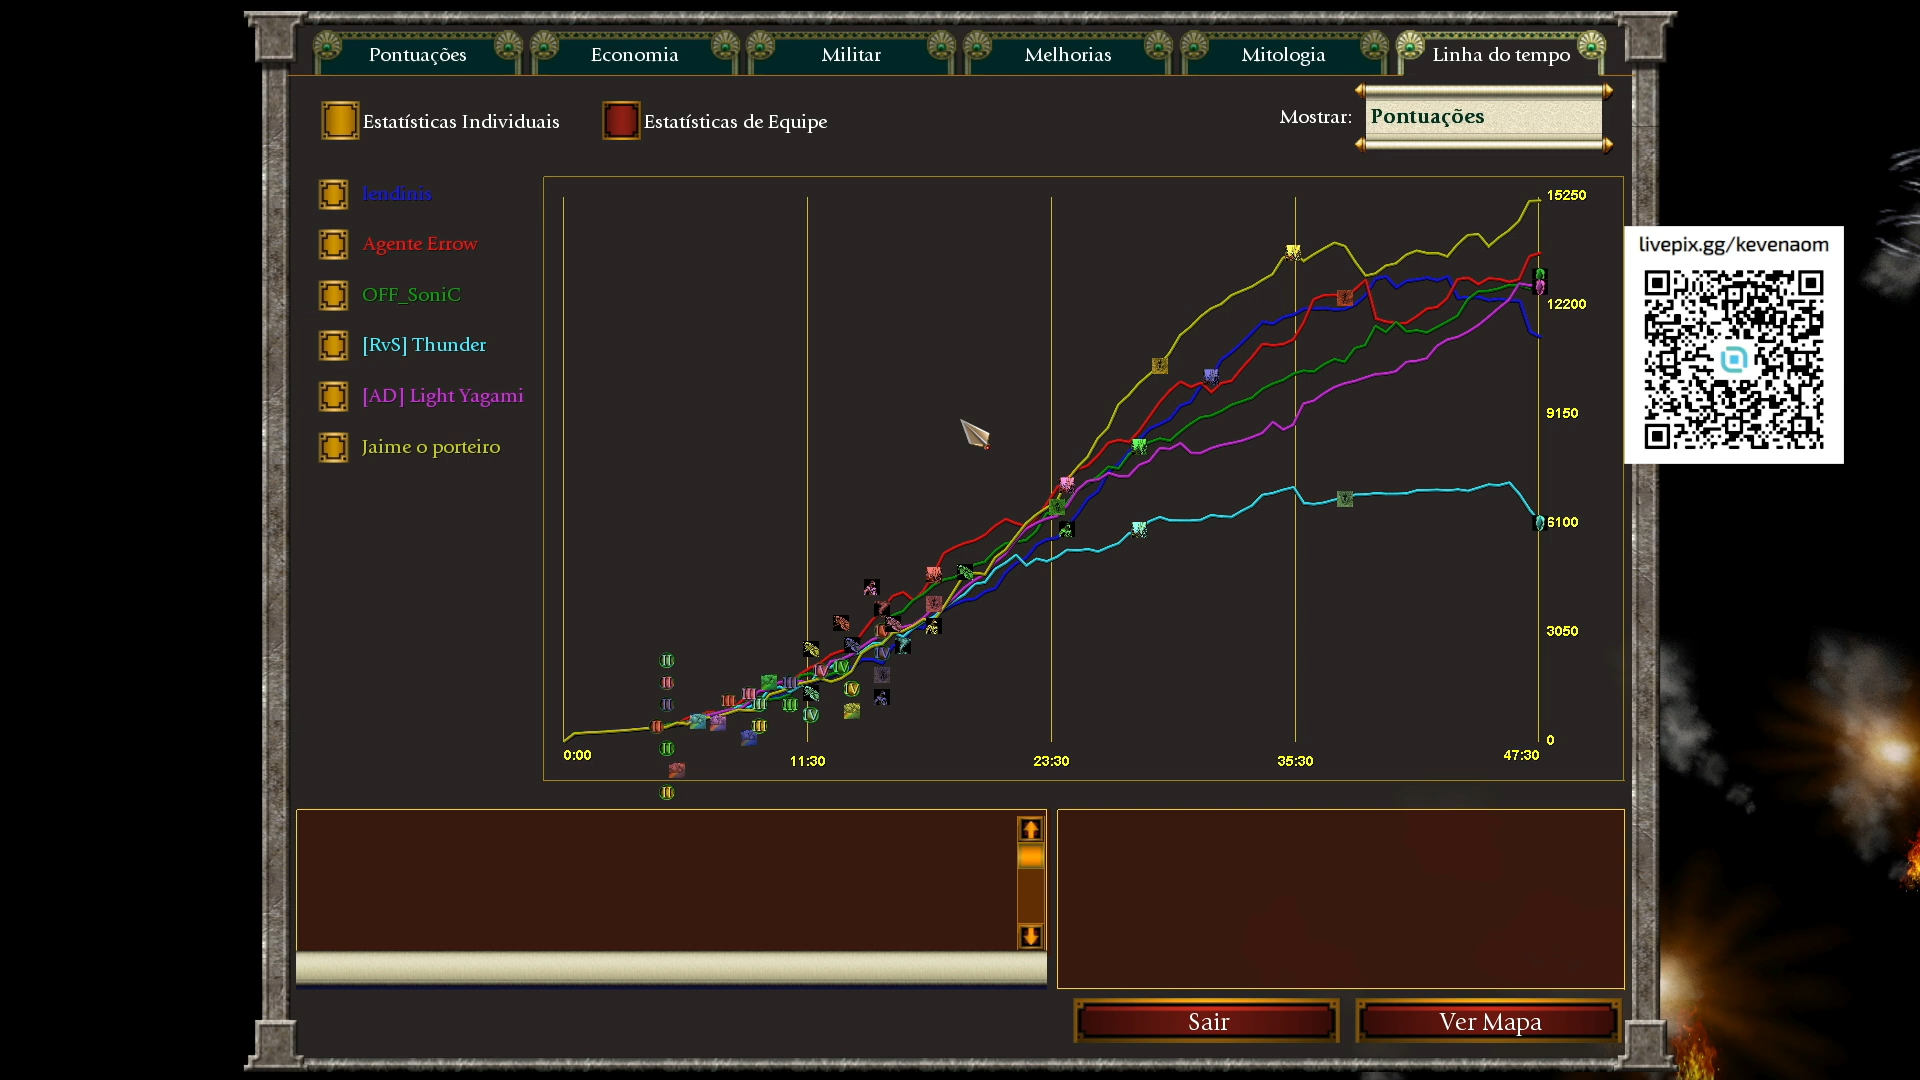 Pontuações
Economia
Militar
Melhorias
Mitologia
Linha do tempo
Estatísticas Individuais
Estatísticas de Equipe
Mostrar:
Pontuações
lendinis
Agente Errow
OFF_SoniC
[RvS] Thunder
[AD] Light Yagami
Jaime o porteiro
15250
12200
9150
6100
3050
0
0:00
11:30
23:30
35:30
47:30
livepix.gg/kevenaom
Sair
Ver Mapa